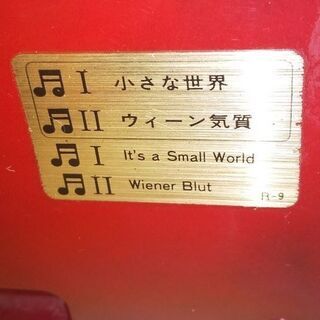 ♫ I 小さな世界
♫ II ウィーン気質
♫ I It's a Small World
♫ II Wiener Blut
R-9